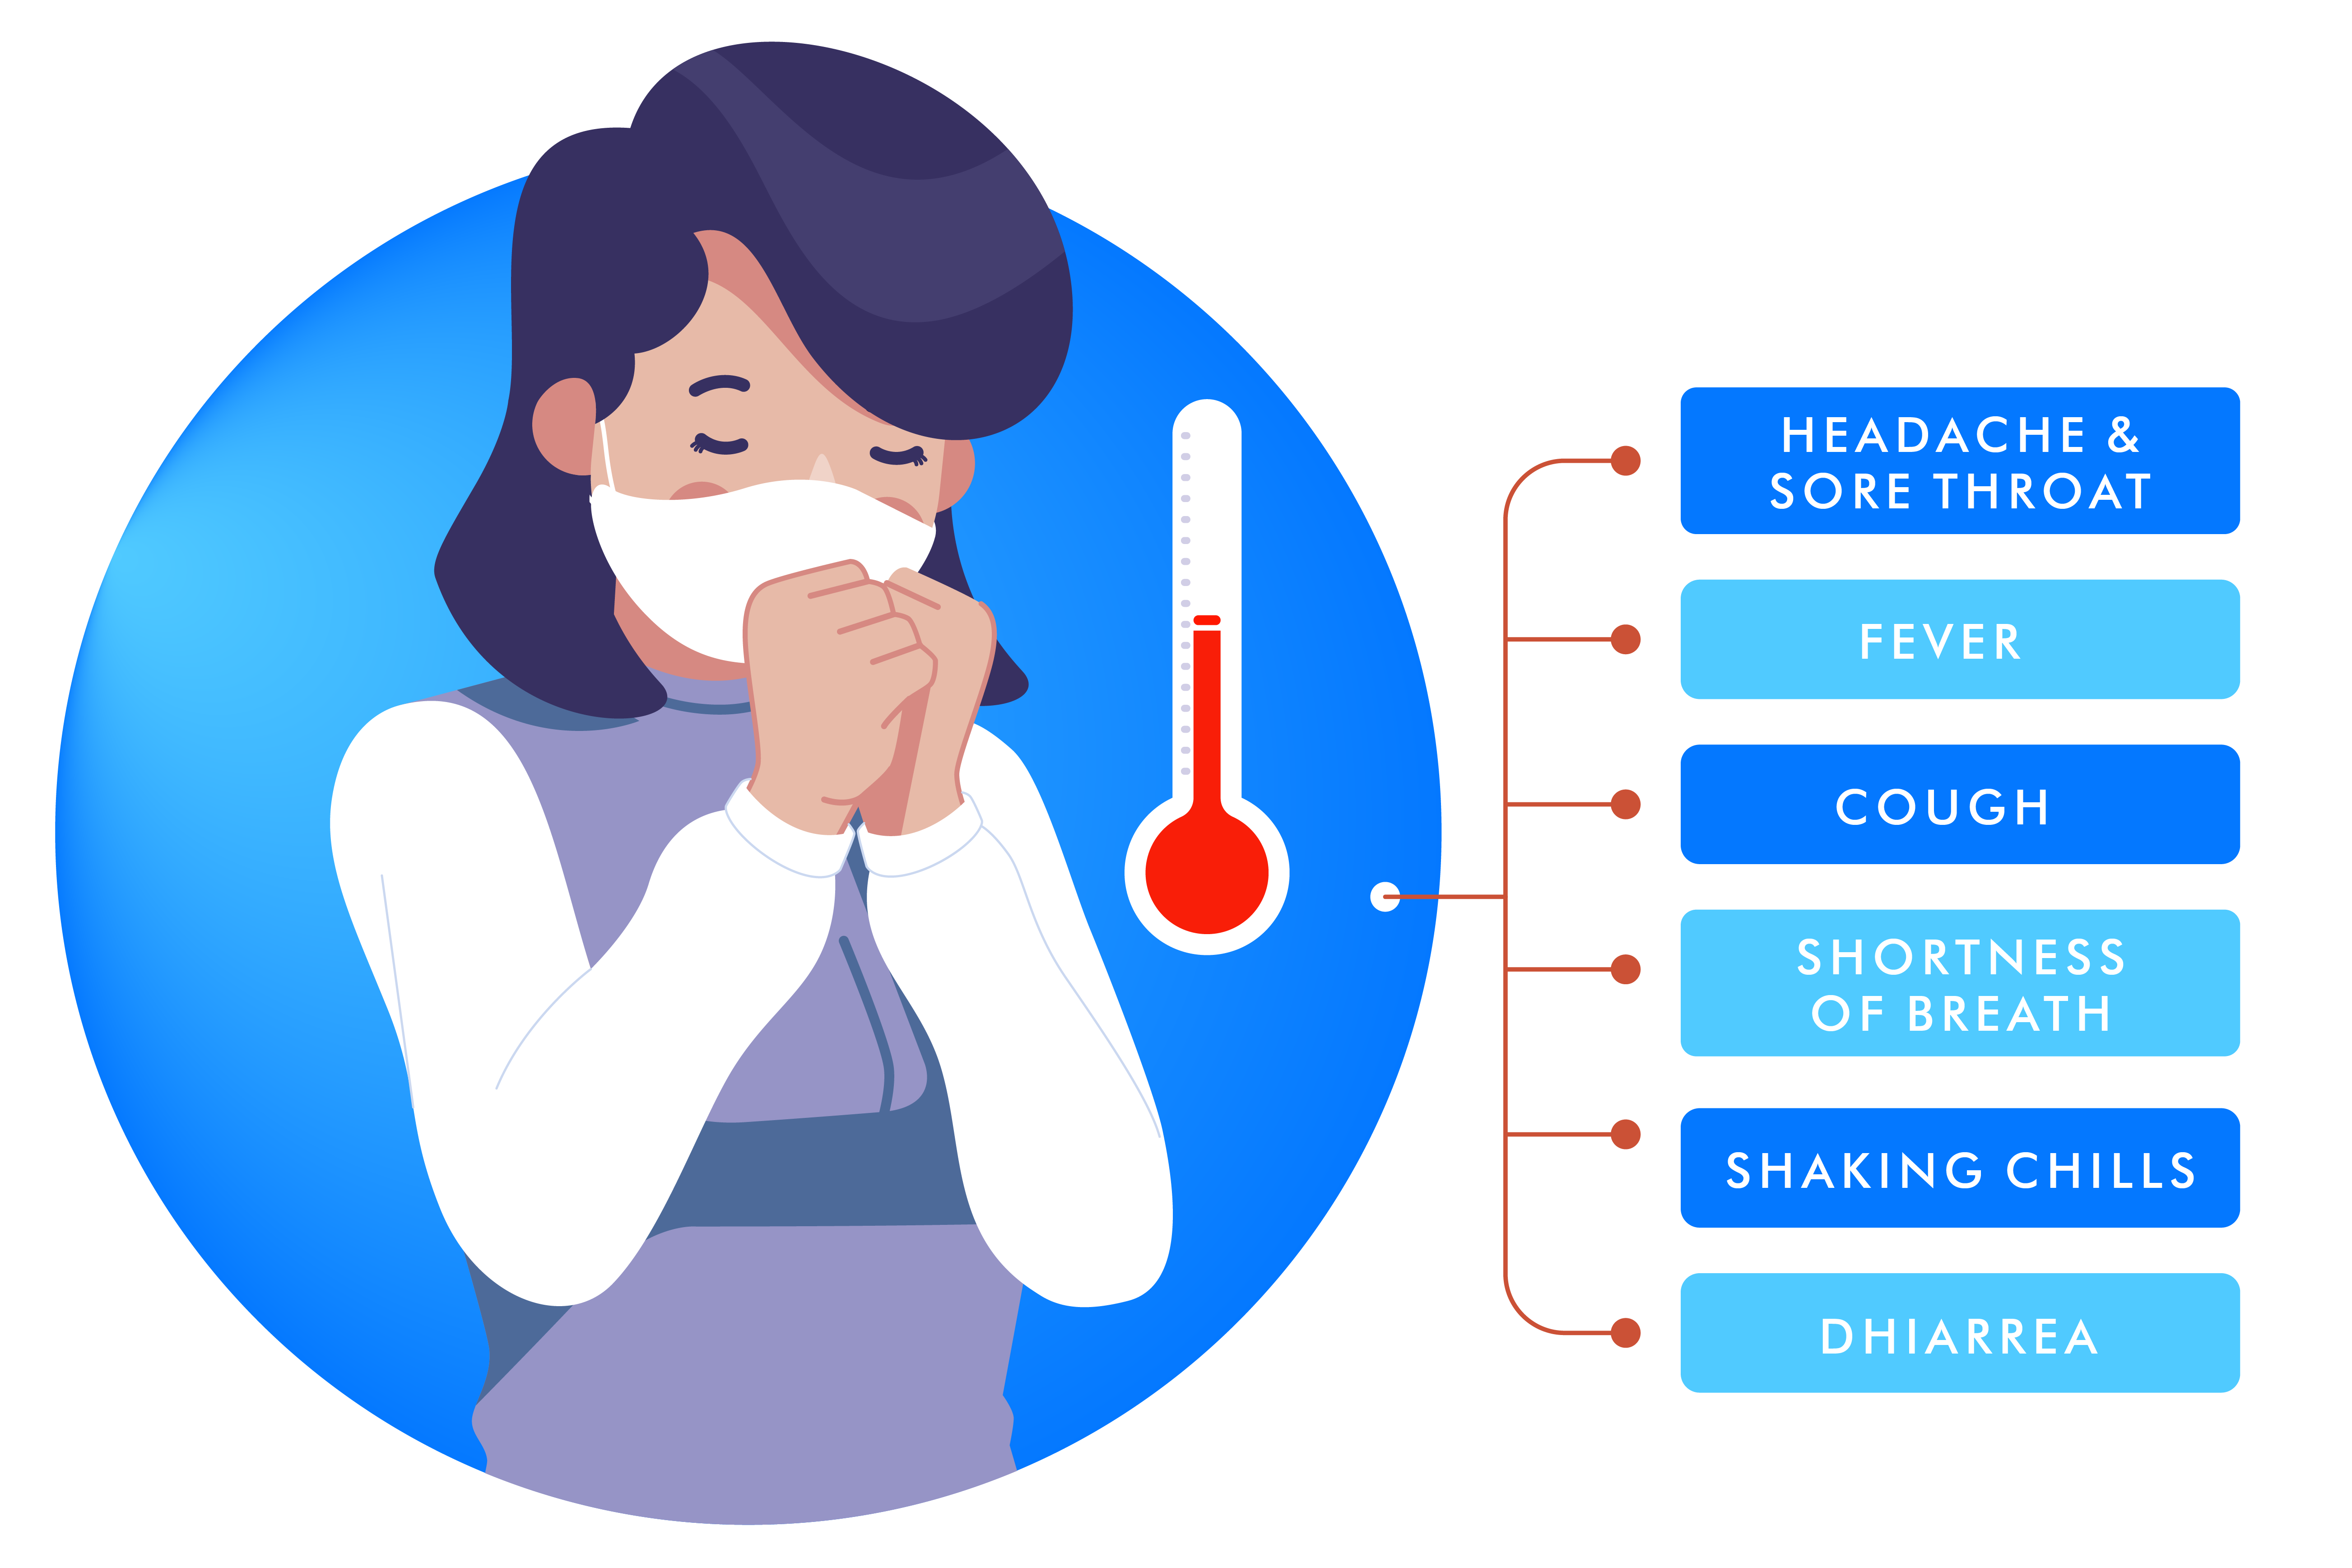 HEADACHE &
SORE THROAT
FEVER
COUGH
SHORTNESS
OF BREATH
SHAKING CHILLS
DHIARREA